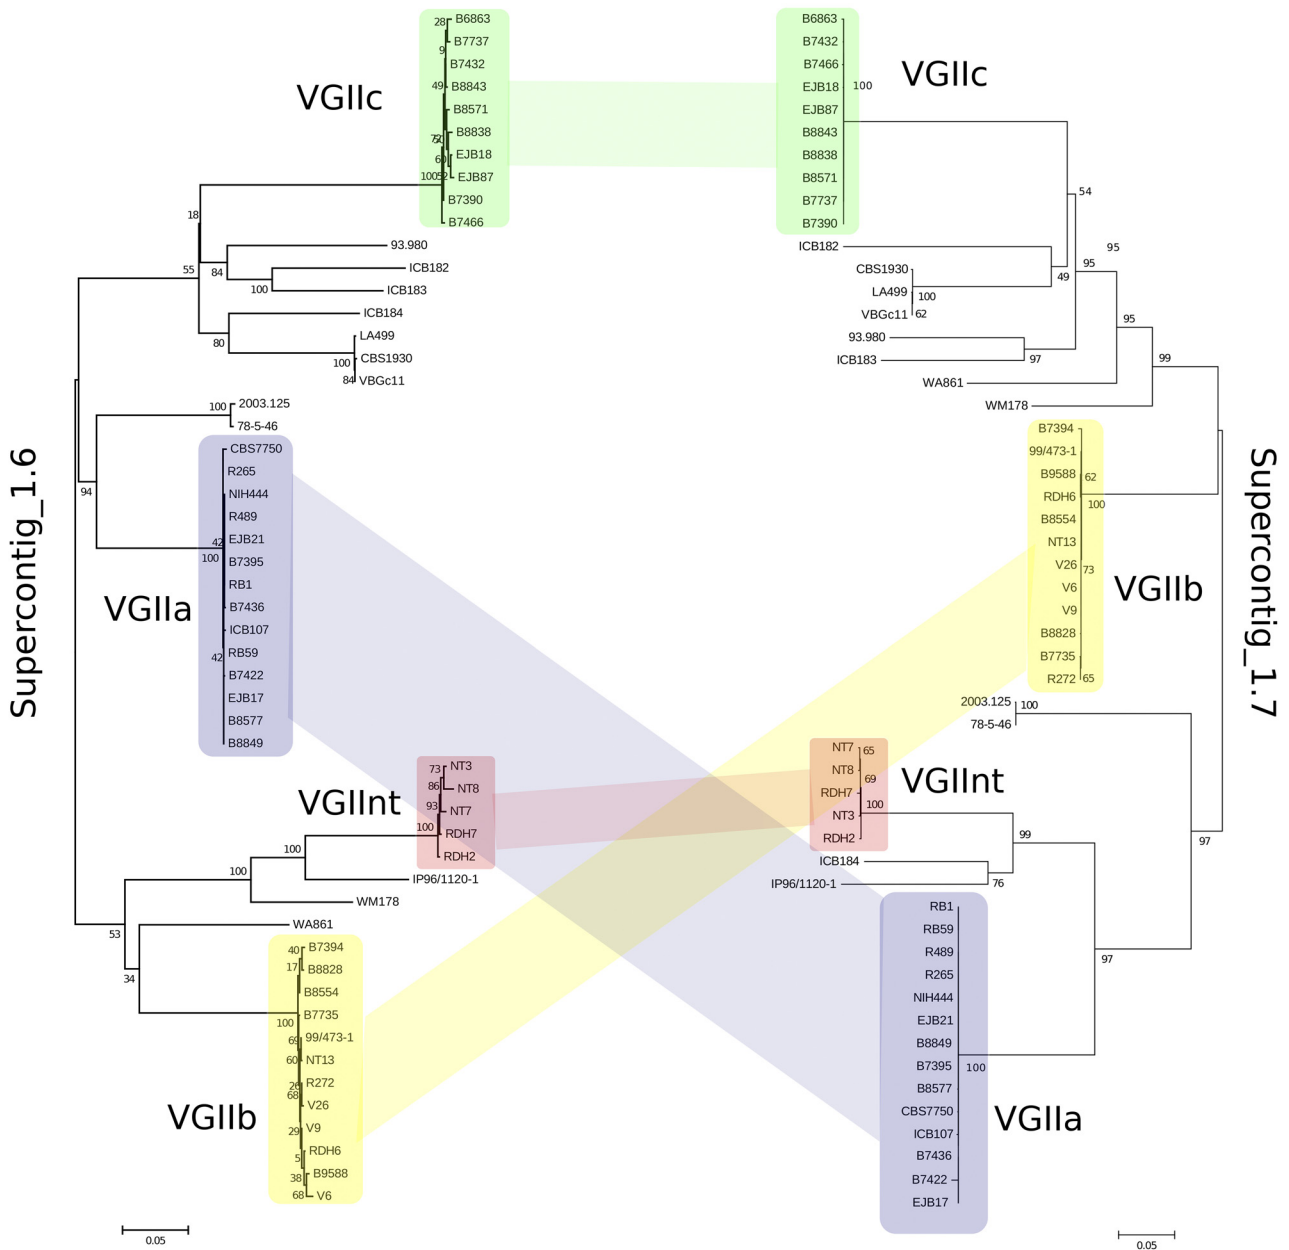 Supercontig_1.6
VGIIc
28
B6863
B7737
9
B7432
49
B8843
B8571
B8838
60
EJB18
100
52
EJB87
B7390
B7466
18
55
93.980
84
ICB182
100
ICB183
ICB184
80
LA499
100
CBS1930
84
VBGc11
100
2003.125
78-5-46
94
VGIIa
CBS7750
R265
NIH444
R489
42
EJB21
100
B7395
RB1
B7436
ICB107
42
RB59
B7422
EJB17
B8577
B8849
VGIInt
73
NT3
86
NT8
93
NT7
100
RDH7
RDH2
100
100
IP96/1120-1
WM178
53
WA861
34
VGIIb
40
B7394
17
B8828
B8554
B7735
100
99/473-1
69
60
NT13
R272
26
68
V26
29
V9
RDH6
5
B9588
38
68
V6
0.05
VGIIc
B6863
B7432
B7466
EJB18
100
EJB87
B8843
B8838
B8571
B7737
B7390
54
ICB182
95
95
49
CBS1930
LA499
100
VBGc11
62
95
93.980
ICB183
97
99
WA861
WM178
VGIIb
B7394
99/473-1
B9588
62
RDH6
100
B8554
NT13
V26
73
V6
V9
B8828
B7735
R272
65
2003.125
100
78-5-46
VGIInt
NT7
65
NT8
69
RDH7
100
NT3
RDH2
99
97
ICB184
76
IP96/1120-1
VGIIa
RB1
RB59
R489
97
R265
NIH444
EJB21
B8849
B7395
100
B8577
CBS7750
ICB107
B7436
B7422
EJB17
0.05
Supercontig_1.7